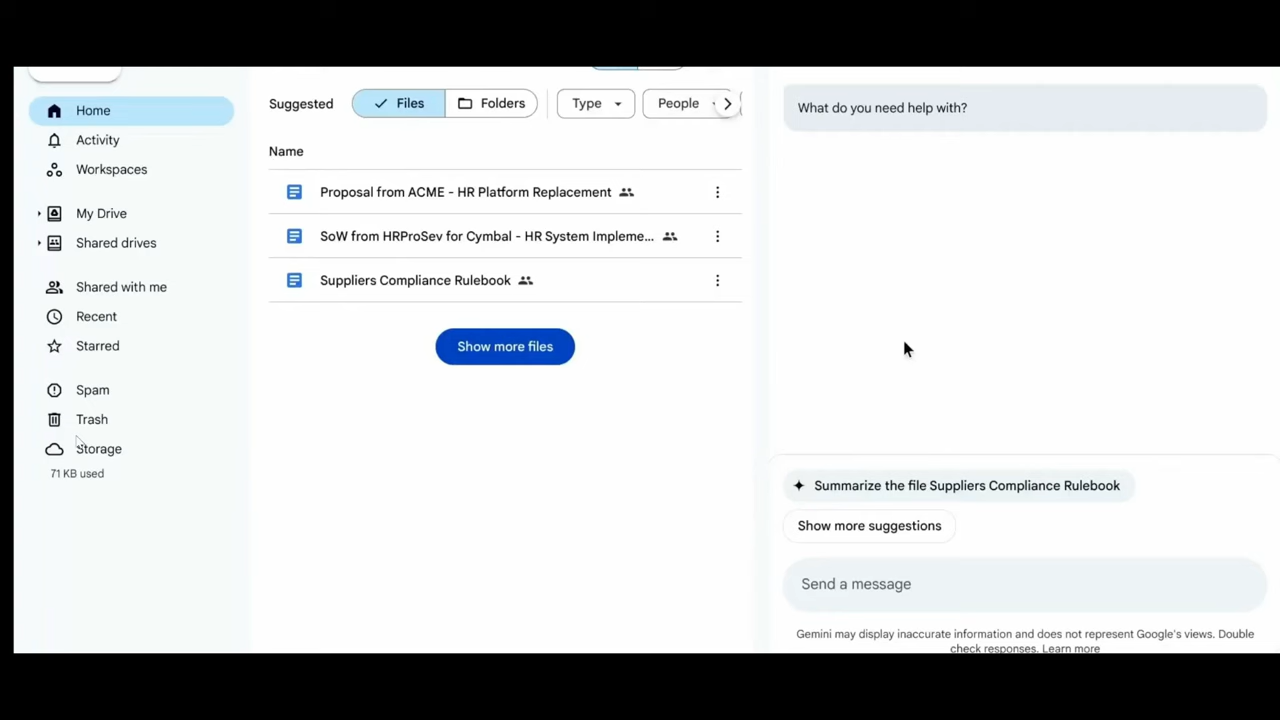 Home
Activity
Workspaces
My Drive
Shared drives
Shared with me
Recent
Starred
Spam
Trash
Storage
71 KB used
Suggested
Files
Folders
Type
People
Name
Proposal from ACME - HR Platform Replacement
SoW from HRProSev for Cymbal - HR System Impleme...
Suppliers Compliance Rulebook
Show more files
What do you need help with?
Summarize the file Suppliers Compliance Rulebook
Show more suggestions
Send a message
Gemini may display inaccurate information and does not represent Google's views. Double
check responses. Learn more